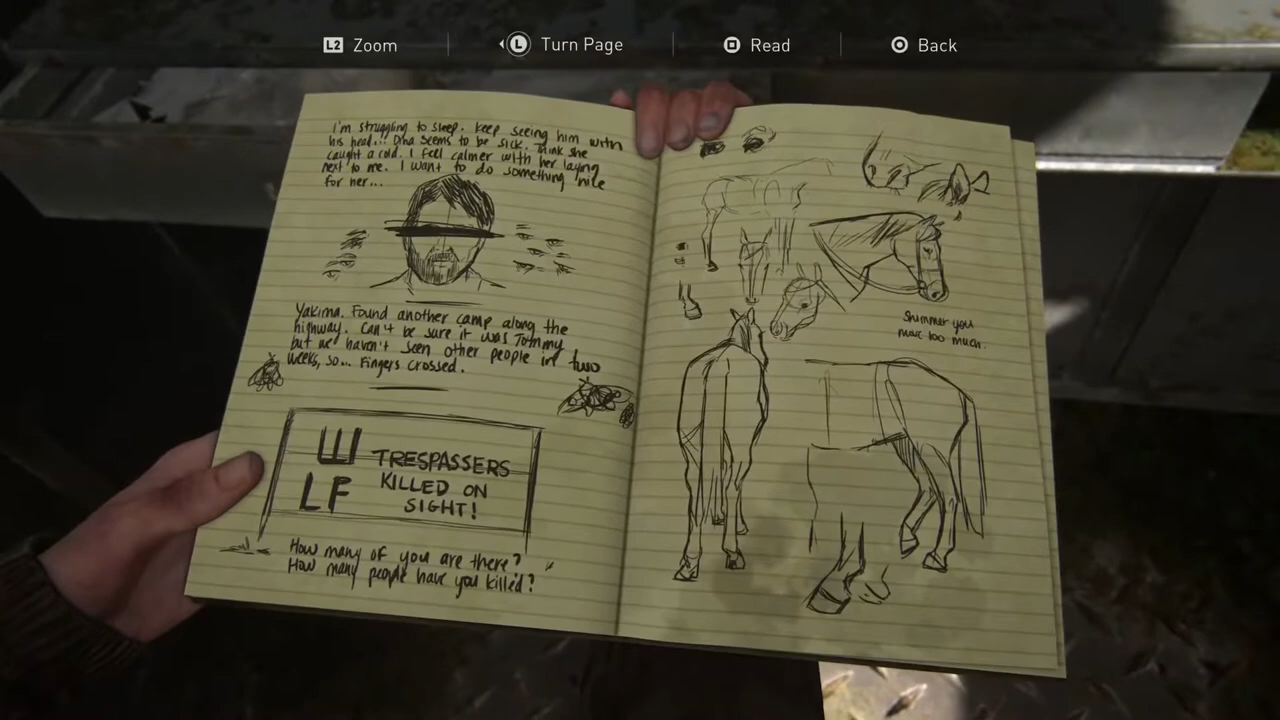 L2 Zoom
L Turn Page
Read
Back
I'm struggling to sleep. Keep seeing him with
his head... Dina seems to be sick. Think she
caught a cold. I feel calmer with her laying
next to me. I want to do something nice
for her...
Yakima. Found another camp along the
highway. Can't be sure it was Tommy
but we haven't seen other people in two
weeks, so... Fingers crossed.
W
LF
TRESPASSERS
KILLED ON
SIGHT!
How many of you are there?
How many people have you killed?
Shimmer you
move too much.